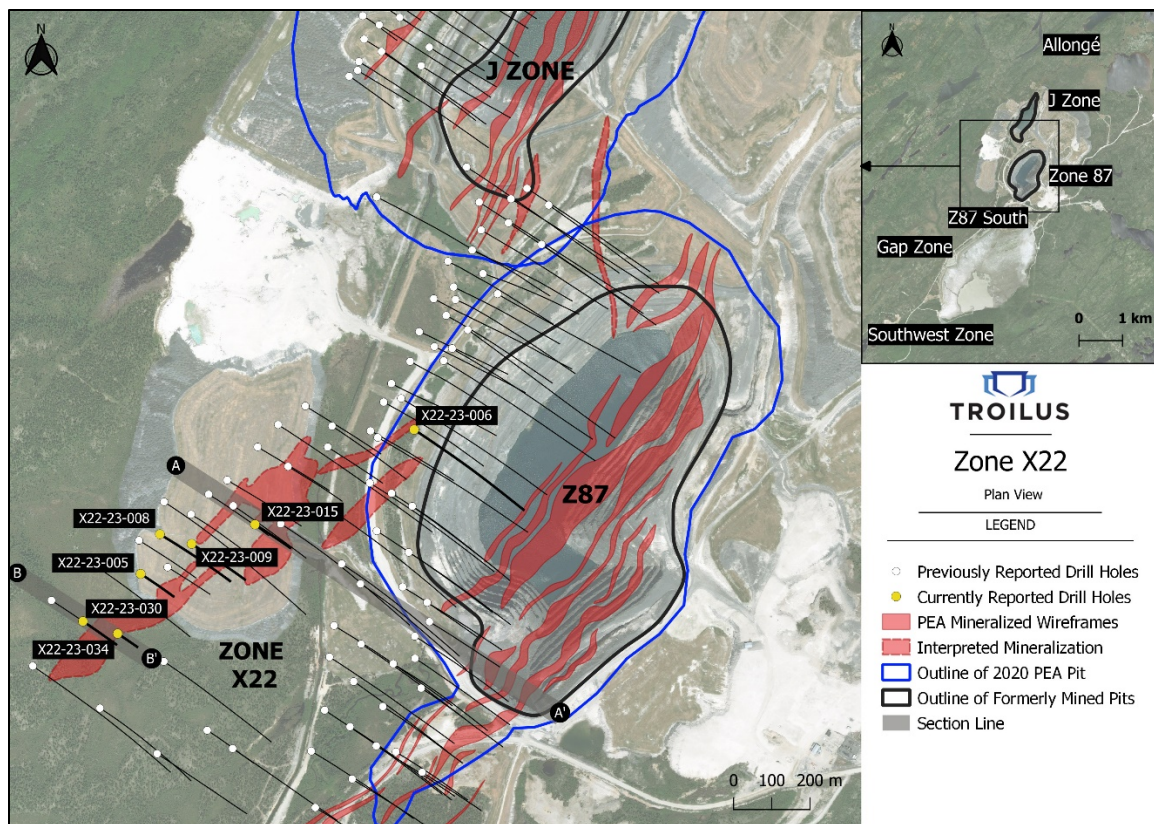 N
J ZONE
X22-23-006
A
Z87
X22-23-008
X22-23-015
X22-23-009
X22-23-005
B
X22-23-030
X22-23-034
B'
ZONE
X22
A'
0 100 200 m
N
Allongé
J Zone
Zone 87
Z87 South
Gap Zone
Southwest Zone
0 1 km
TROILUS
Zone X22
Plan View
LEGEND
Previously Reported Drill Holes
Currently Reported Drill Holes
PEA Mineralized Wireframes
Interpreted Mineralization
Outline of 2020 PEA Pit
Outline of Formerly Mined Pits
Section Line